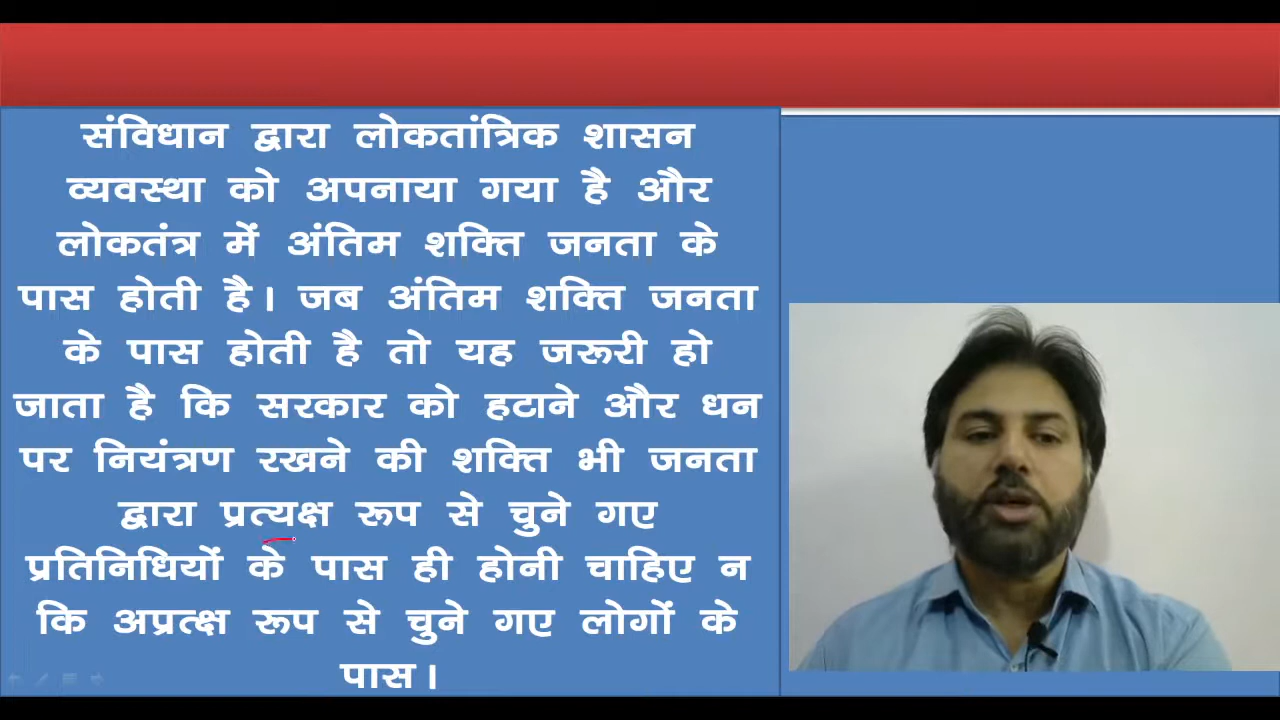 संविधान द्वारा लोकतांत्रिक शासन
व्यवस्था को अपनाया गया है और
लोकतंत्र में अंतिम शक्ति जनता के
पास होती है। जब अंतिम शक्ति जनता
के पास होती है तो यह जरूरी हो
जाता है कि सरकार को हटाने और धन
पर नियंत्रण रखने की शक्ति भी जनता
द्वारा प्रत्यक्ष रूप से चुने गए
प्रतिनिधियों के पास ही होनी चाहिए न
कि अप्रत्क्ष रूप से चुने गए लोगों के
पास।